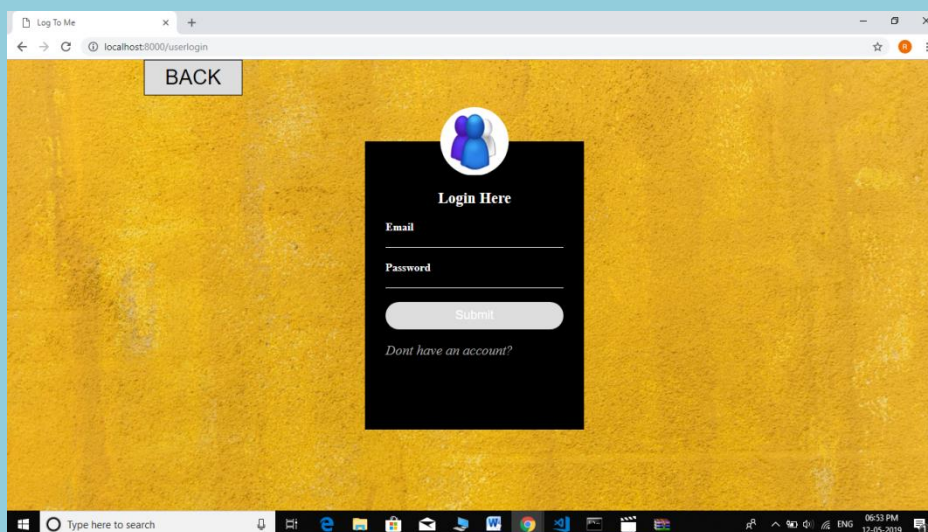 Log To Me
localhost:8000/userlogin
BACK
Login Here
Email
Password
Submit
Dont have an account?
Type here to search
ENG
06:53 PM
12-05-2019